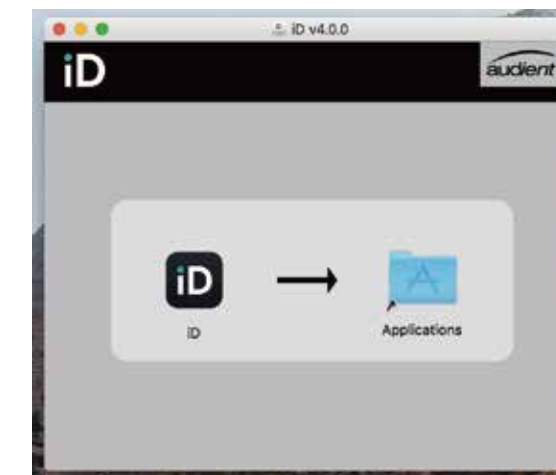 iD v4.0.0
iD
audient
iD
iD
Applications